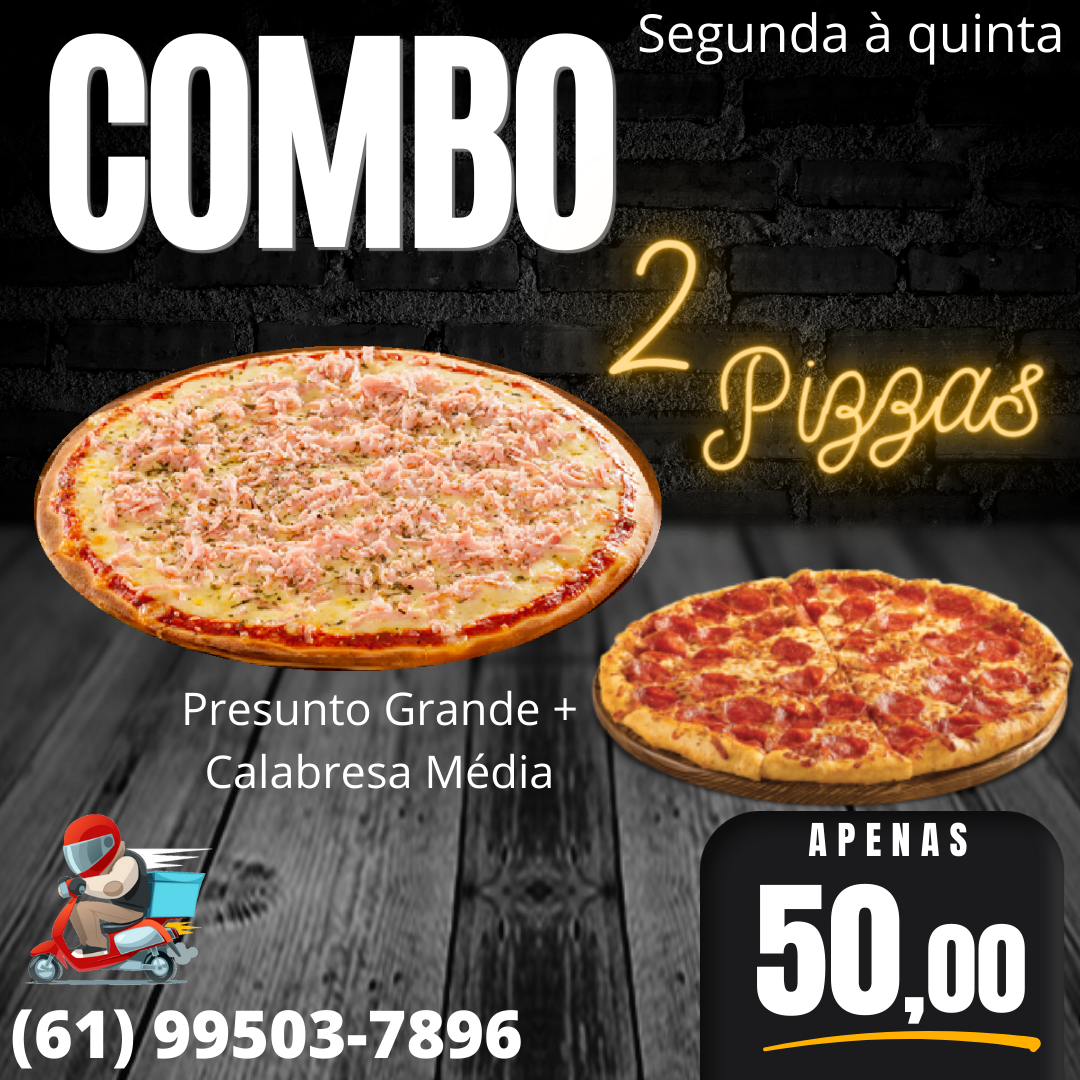 COMBO
Segunda à quinta
2
Pizzas
Presunto Grande +
Calabresa Média
APENAS
50,00
(61) 99503-7896